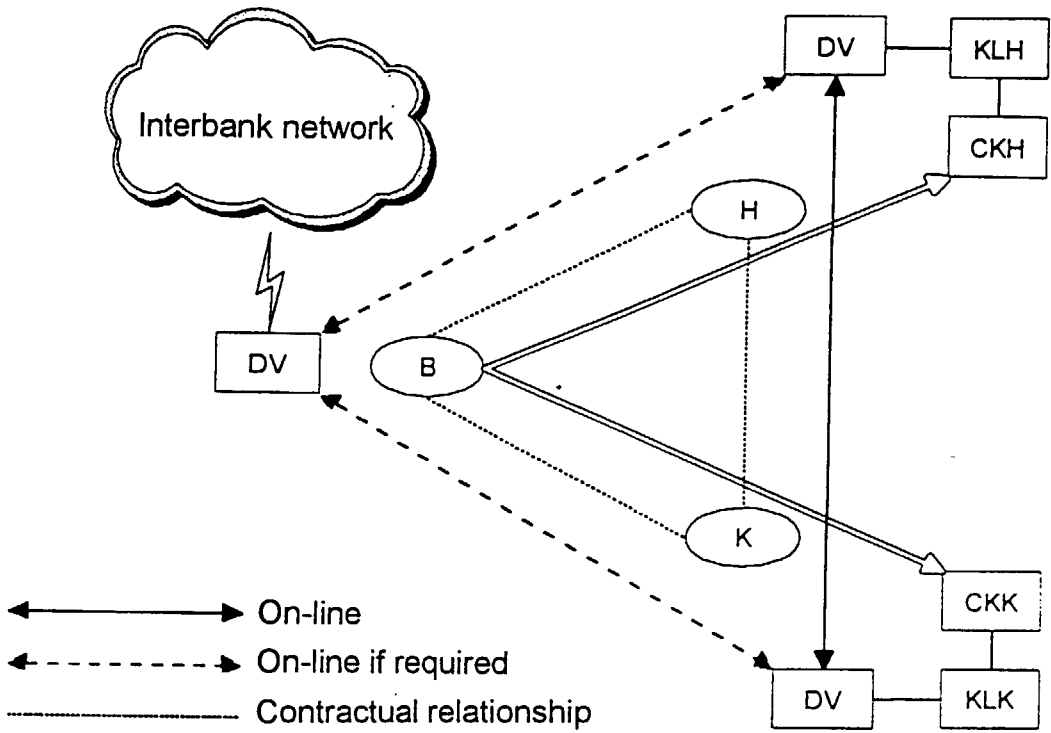 DV
KLH
Interbank network
CKH
H
DV
B
K
CKK
On-line
On-line if required
DV
KLK
Contractual relationship